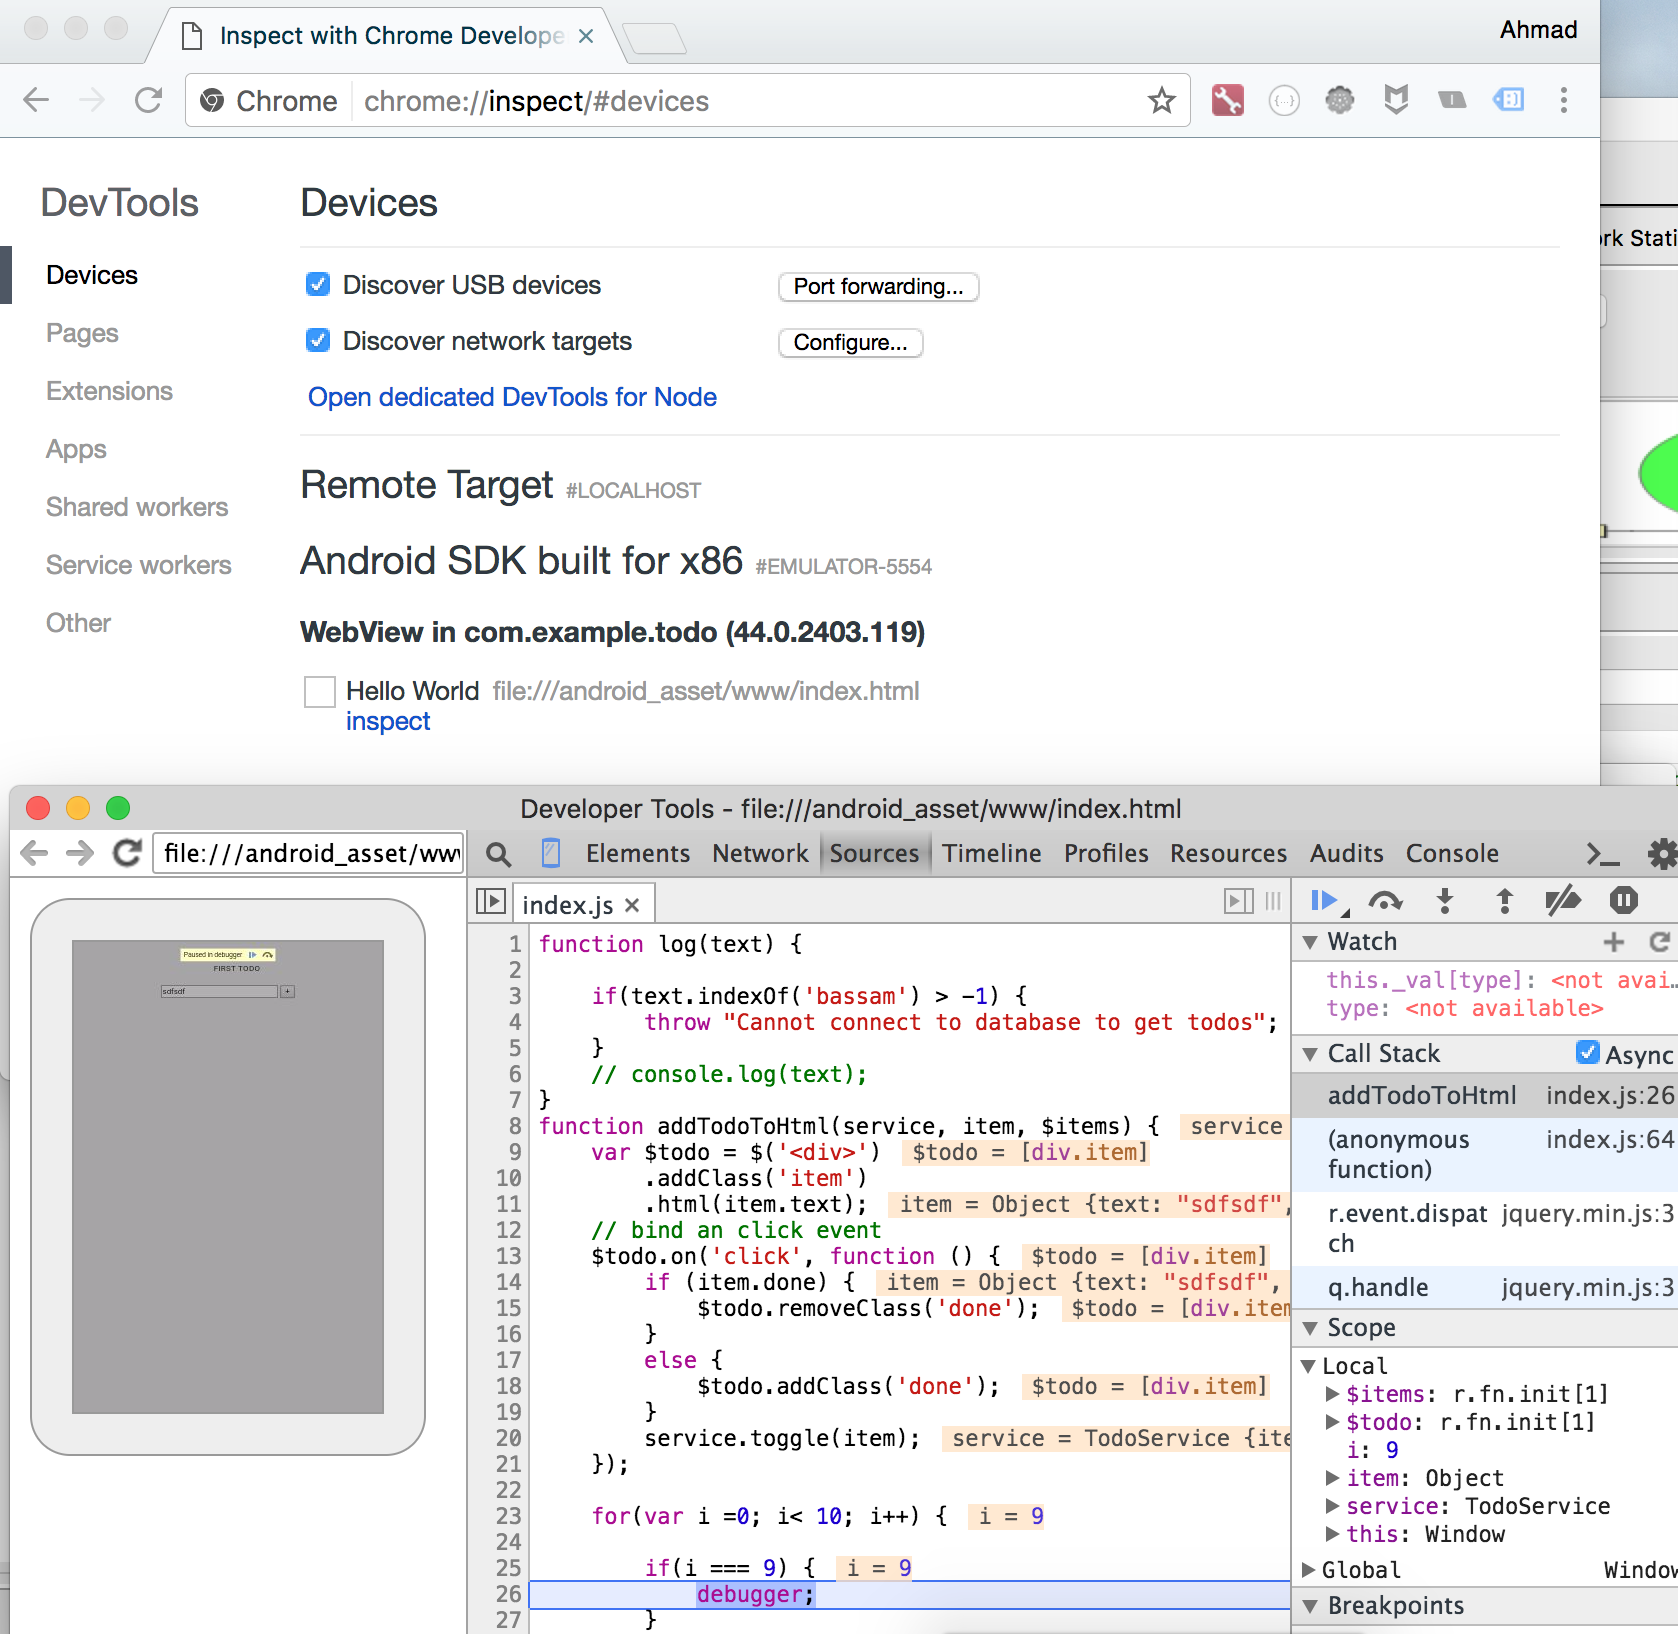 Inspect with Chrome Develope
Ahmad
Chrome chrome://inspect/#devices
DevTools
Devices
Pages
Extensions
Apps
Shared workers
Service workers
Other
Devices
Discover USB devices Port forwarding...
Discover network targets Configure...
Open dedicated DevTools for Node
Remote Target #LOCALHOST
Android SDK built for x86 #EMULATOR-5554
WebView in com.example.todo (44.0.2403.119)
Hello World file:///android_asset/www/index.html
inspect
rk Stati
Developer Tools - file:///android_asset/www/index.html
file:///android_asset/ww
Elements Network Sources Timeline Profiles Resources Audits Console
Paused in debugger
FIRST TODO
sdfsdf +
index.js
1 function log(text) {
2
3 if(text.indexOf('bassam') > -1) {
4 throw "Cannot connect to database to get todos";
5 }
6 // console.log(text);
7 }
8 function addTodoToHtml(service, item, $items) { service
9 var $todo = $('<div>') $todo = [div.item]
10 .addClass('item')
11 .html(item.text); item = Object {text: "sdfsdf",
12 // bind an click event
13 $todo.on('click', function () { $todo = [div.item]
14 if (item.done) { item = Object {text: "sdfsdf",
15 $todo.removeClass('done'); $todo = [div.item
16 }
17 else {
18 $todo.addClass('done'); $todo = [div.item]
19 }
20 service.toggle(item); service = TodoService {ite
21 });
22
23 for(var i =0; i< 10; i++) { i = 9
24
25 if(i === 9) { i = 9
26 debugger;
27 }
Watch
this._val[type]: <not avai…
type: <not available>
Call Stack Async
addTodoToHtml index.js:26
(anonymous index.js:64
function)
r.event.dispat jquery.min.js:3
ch
q.handle jquery.min.js:3
Scope
Local
$items: r.fn.init[1]
$todo: r.fn.init[1]
i: 9
item: Object
service: TodoService
this: Window
Global Window
Breakpoints